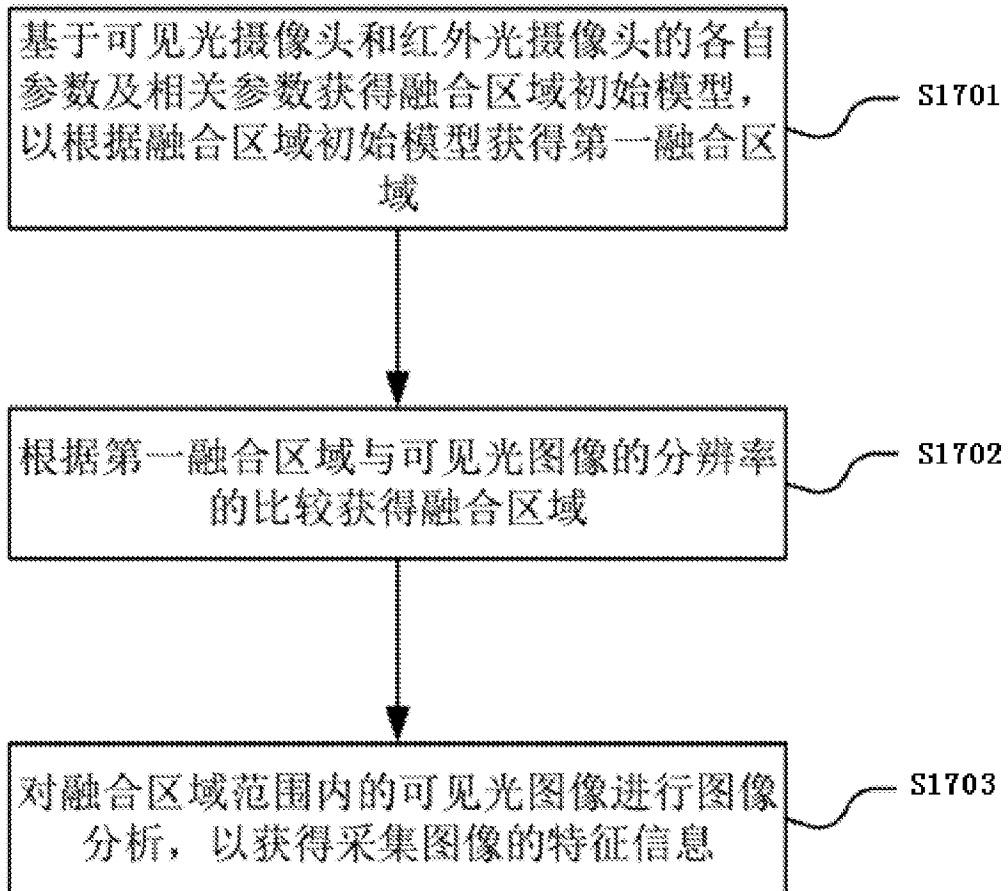 基于可见光摄像头和红外光摄像头的各自
参数及相关参数获得融合区域初始模型，
以根据融合区域初始模型获得第一融合区
域
S1701
根据第一融合区域与可见光图像的分辨率
的比较获得融合区域
S1702
对融合区域范围内的可见光图像进行图像
分析，以获得采集图像的特征信息
S1703